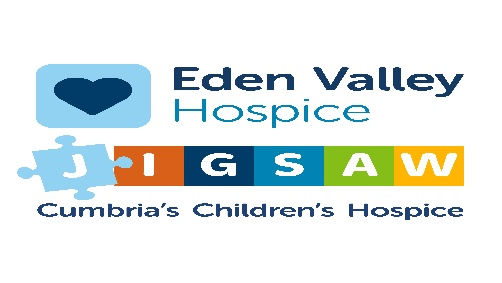 Eden Valley
Hospice
JIGSAW
Cumbria's Children's Hospice